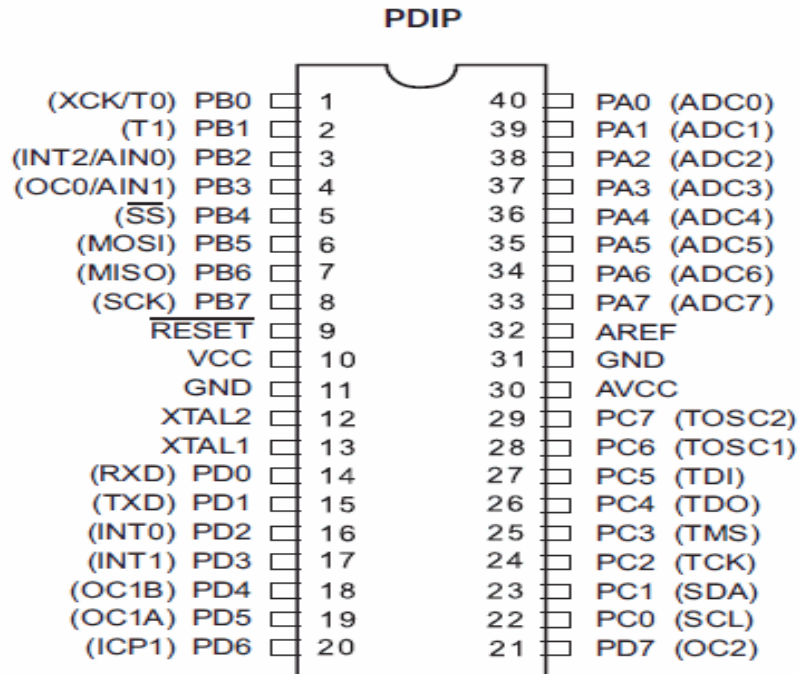 PDIP
(XCK/T0) PB0 1 40 PA0 (ADC0)
(T1) PB1 2 39 PA1 (ADC1)
(INT2/AIN0) PB2 3 38 PA2 (ADC2)
(OC0/AIN1) PB3 4 37 PA3 (ADC3)
(SS) PB4 5 36 PA4 (ADC4)
(MOSI) PB5 6 35 PA5 (ADC5)
(MISO) PB6 7 34 PA6 (ADC6)
(SCK) PB7 8 33 PA7 (ADC7)
RESET 9 32 AREF
VCC 10 31 GND
GND 11 30 AVCC
XTAL2 12 29 PC7 (TOSC2)
XTAL1 13 28 PC6 (TOSC1)
(RXD) PD0 14 27 PC5 (TDI)
(TXD) PD1 15 26 PC4 (TDO)
(INT0) PD2 16 25 PC3 (TMS)
(INT1) PD3 17 24 PC2 (TCK)
(OC1B) PD4 18 23 PC1 (SDA)
(OC1A) PD5 19 22 PC0 (SCL)
(ICP1) PD6 20 21 PD7 (OC2)